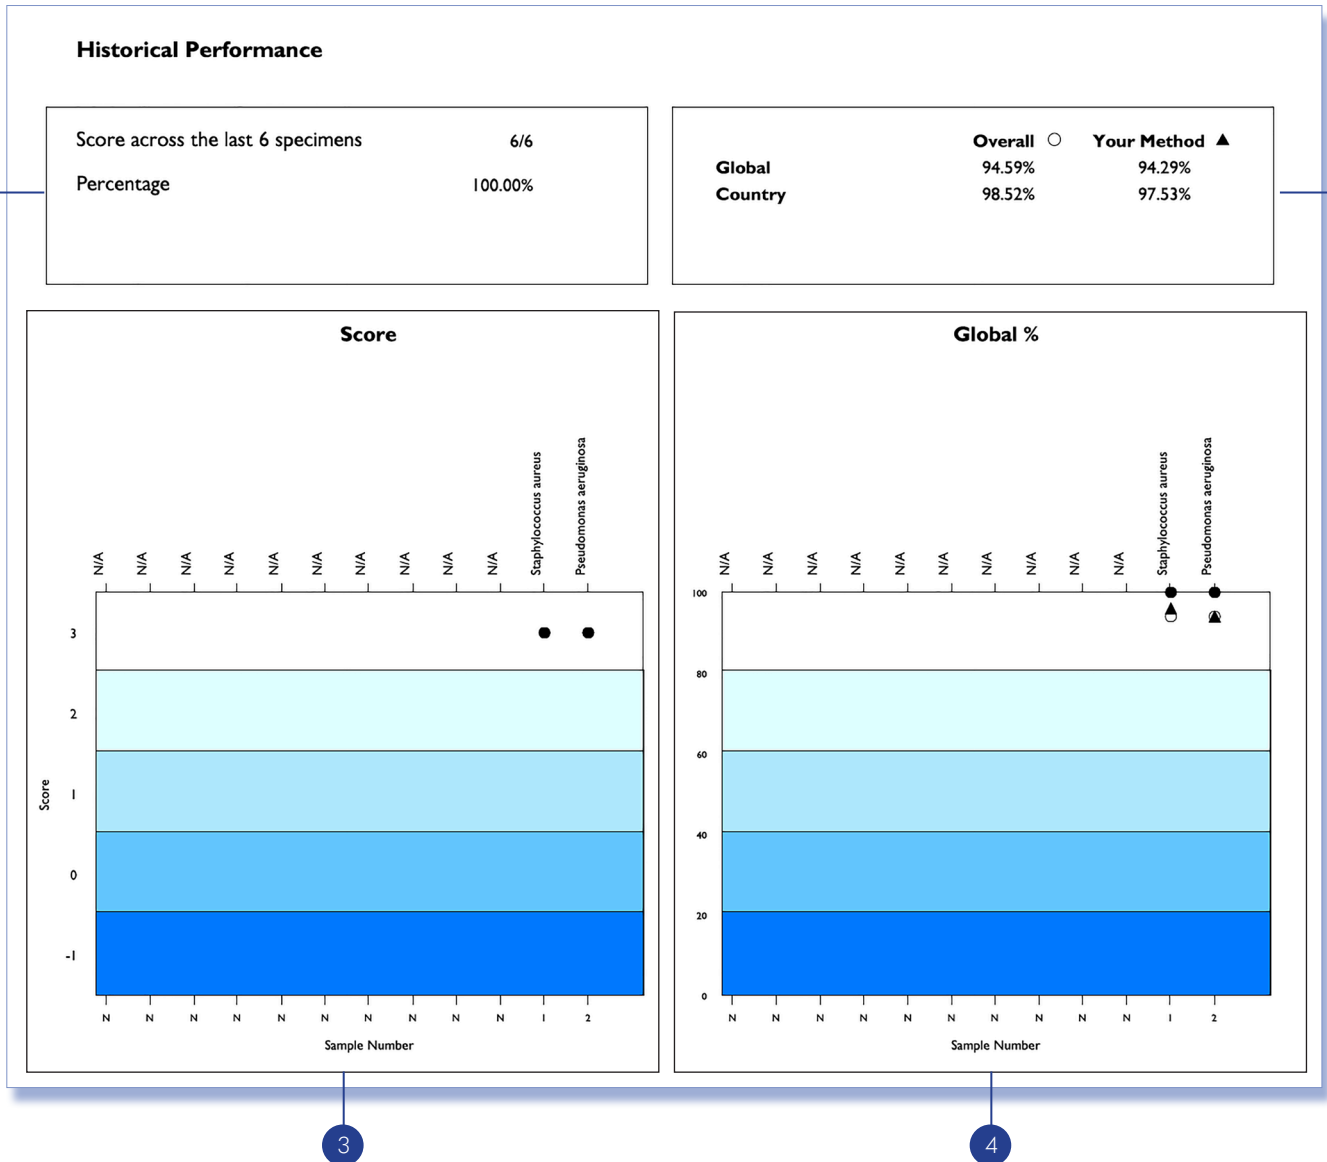 Historical Performance
Score across the last 6 specimens 6/6
Percentage 100.00%
Overall Your Method
Global 94.59% 94.29%
Country 98.52% 97.53%
Score
N/A N/A N/A N/A N/A N/A N/A N/A N/A N/A Staphylococcus aureus Pseudomonas aeruginosa
3
2
1
0
-1
Score
N N N N N N N N N N 1 2
Sample Number
Global %
N/A N/A N/A N/A N/A N/A N/A N/A N/A N/A Staphylococcus aureus Pseudomonas aeruginosa
100
80
60
40
20
0
N N N N N N N N N N 1 2
Sample Number
3
4